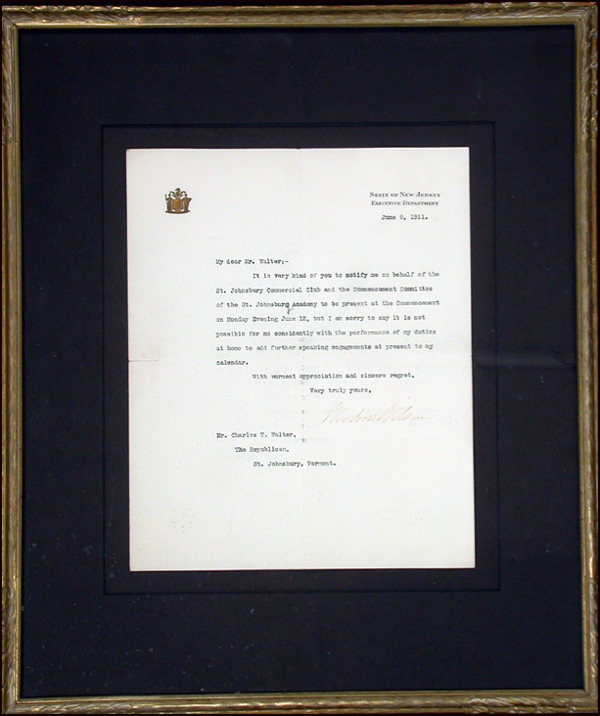 STATE OF NEW JERSEY
EXECUTIVE DEPARTMENT
June 8, 1911.
My dear Mr. Walter:-
It is very kind of you to notify me on behalf of the
St. Johnsbury Commercial Club and the Commencement Committee
of the St. Johnsbury Academy to be present at the Commencement
on Monday Evening June 12, but I am sorry to say it is not
possible for me consistently with the performance of my duties
at home to add further speaking engagements at present to my
calendar.
With warmest appreciation and sincere regret,
Very truly yours,
Woodrow Wilson
Mr. Charles T. Walter,
The Republican,
St. Johnsbury, Vermont.